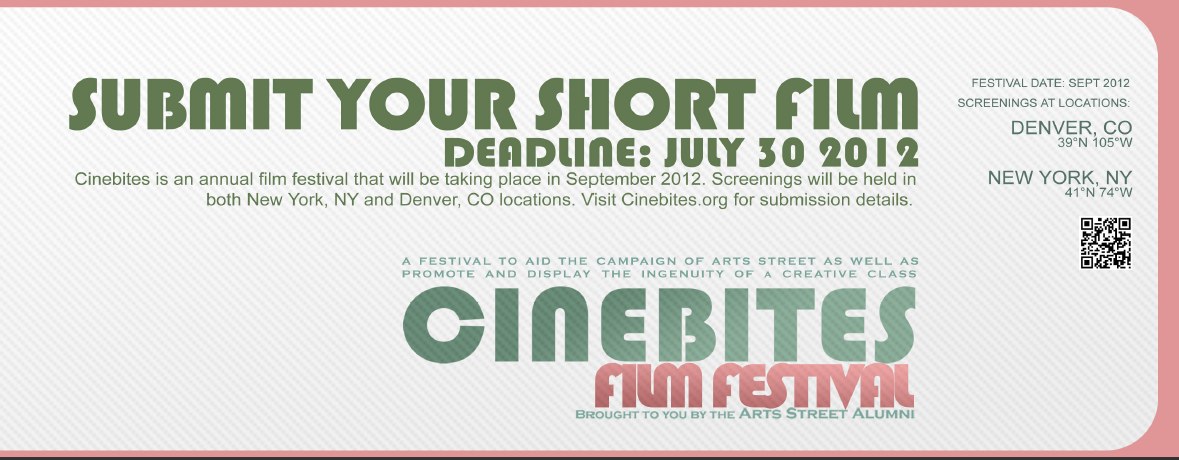 SUBMIT YOUR SHORT FILM
DEADLINE: JULY 30 2012
Cinebites is an annual film festival that will be taking place in September 2012. Screenings will be held in
both New York, NY and Denver, CO locations. Visit Cinebites.org for submission details.
FESTIVAL DATE: SEPT 2012
SCREENINGS AT LOCATIONS:
DENVER, CO
39°N 105°W
NEW YORK, NY
41°N 74°W
A FESTIVAL TO AID THE CAMPAIGN OF ARTS STREET AS WELL AS
PROMOTE AND DISPLAY THE INGENUITY OF A CREATIVE CLASS
CINEBITES
FILM FESTIVAL
BROUGHT TO YOU BY THE ARTS STREET ALUMNI